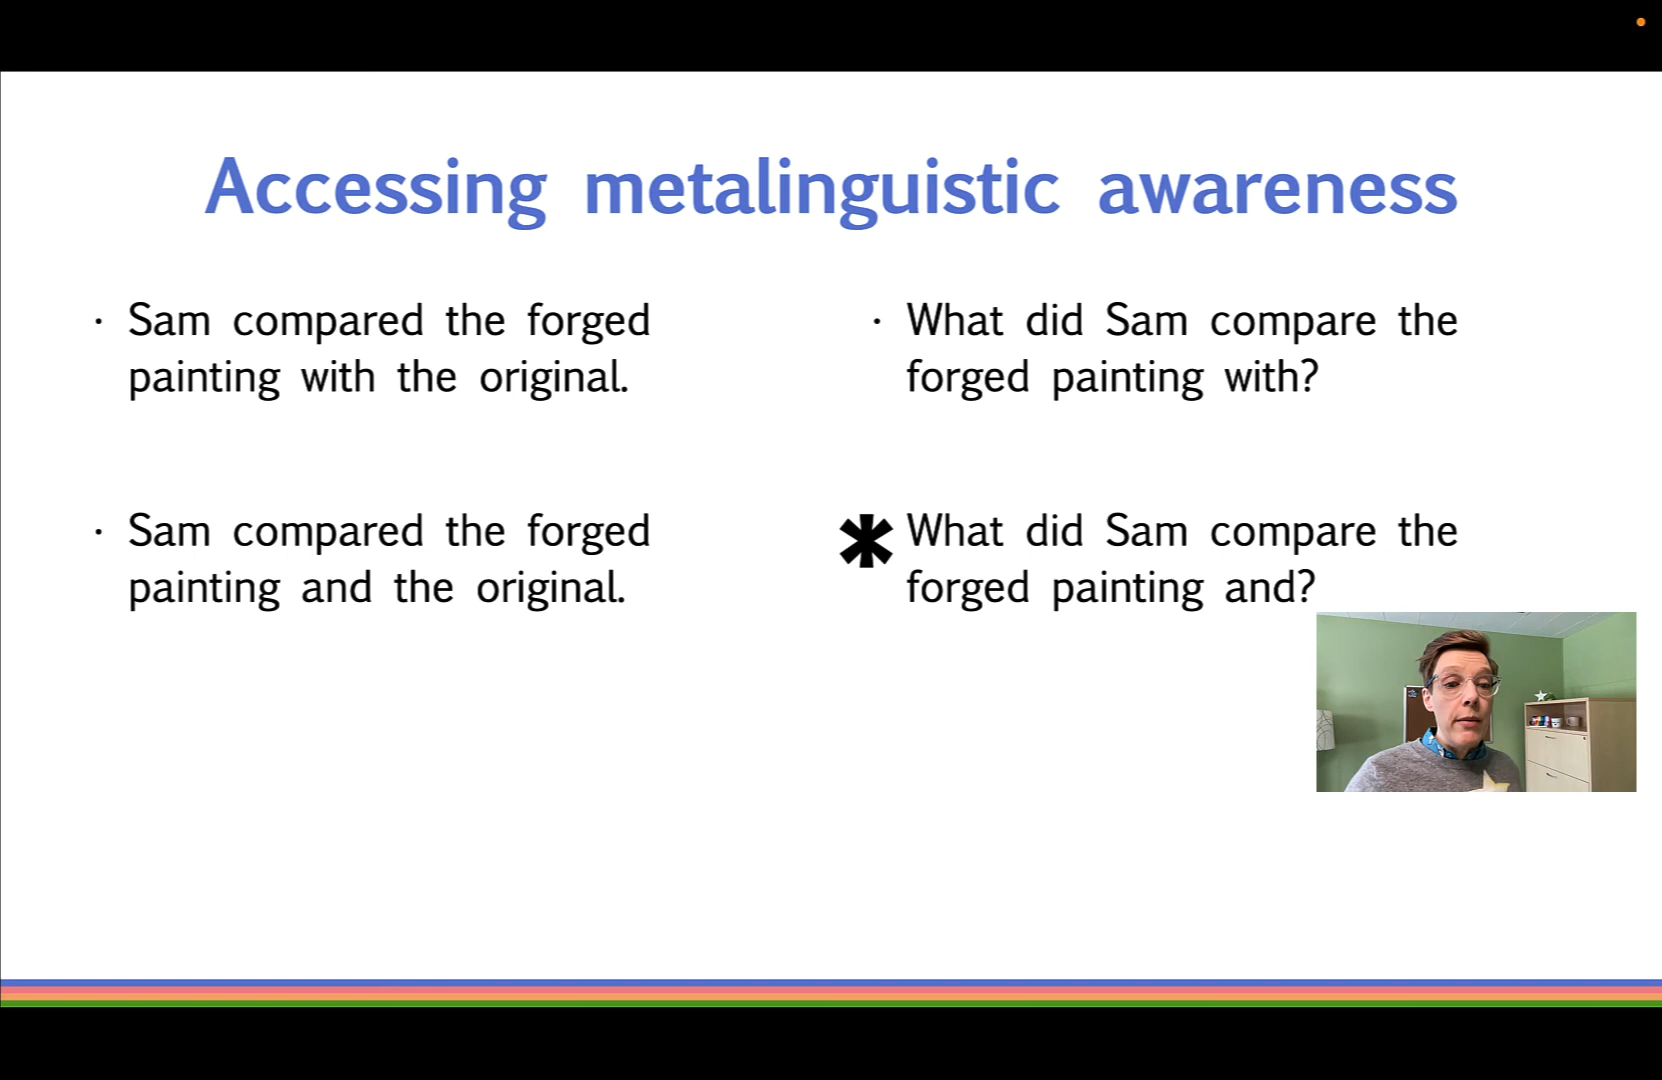 Accessing metalinguistic awareness
· Sam compared the forged
painting with the original.
· Sam compared the forged
painting and the original.
· What did Sam compare the
forged painting with?
* What did Sam compare the
forged painting and?